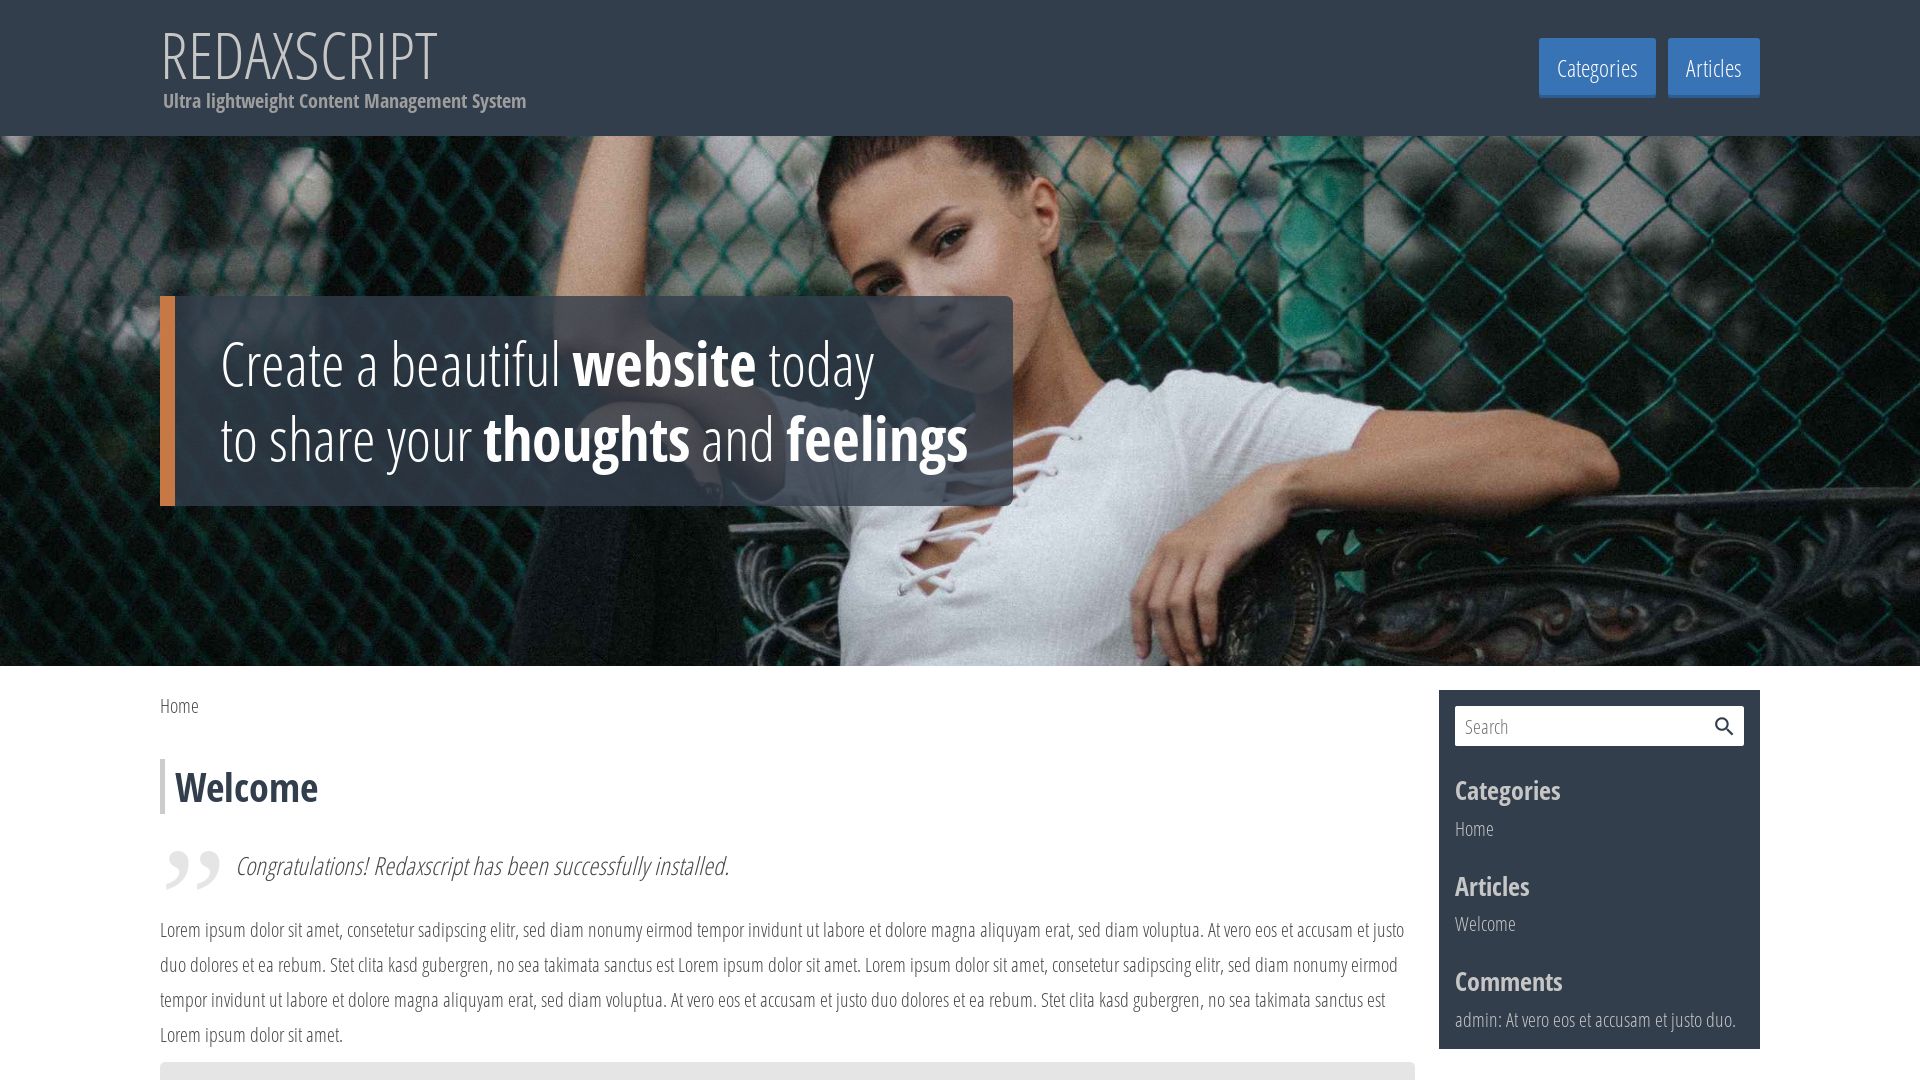 REDAXSCRIPT
Ultra lightweight Content Management System
Categories
Articles
Create a beautiful website today
to share your thoughts and feelings
Home
Welcome
Congratulations! Redaxscript has been successfully installed.
Lorem ipsum dolor sit amet, consetetur sadipscing elitr, sed diam nonumy eirmod tempor invidunt ut labore et dolore magna aliquyam erat, sed diam voluptua. At vero eos et accusam et justo
duo dolores et ea rebum. Stet clita kasd gubergren, no sea takimata sanctus est Lorem ipsum dolor sit amet. Lorem ipsum dolor sit amet, consetetur sadipscing elitr, sed diam nonumy eirmod
tempor invidunt ut labore et dolore magna aliquyam erat, sed diam voluptua. At vero eos et accusam et justo duo dolores et ea rebum. Stet clita kasd gubergren, no sea takimata sanctus est
Lorem ipsum dolor sit amet.
Search
Categories
Home
Articles
Welcome
Comments
admin: At vero eos et accusam et justo duo.